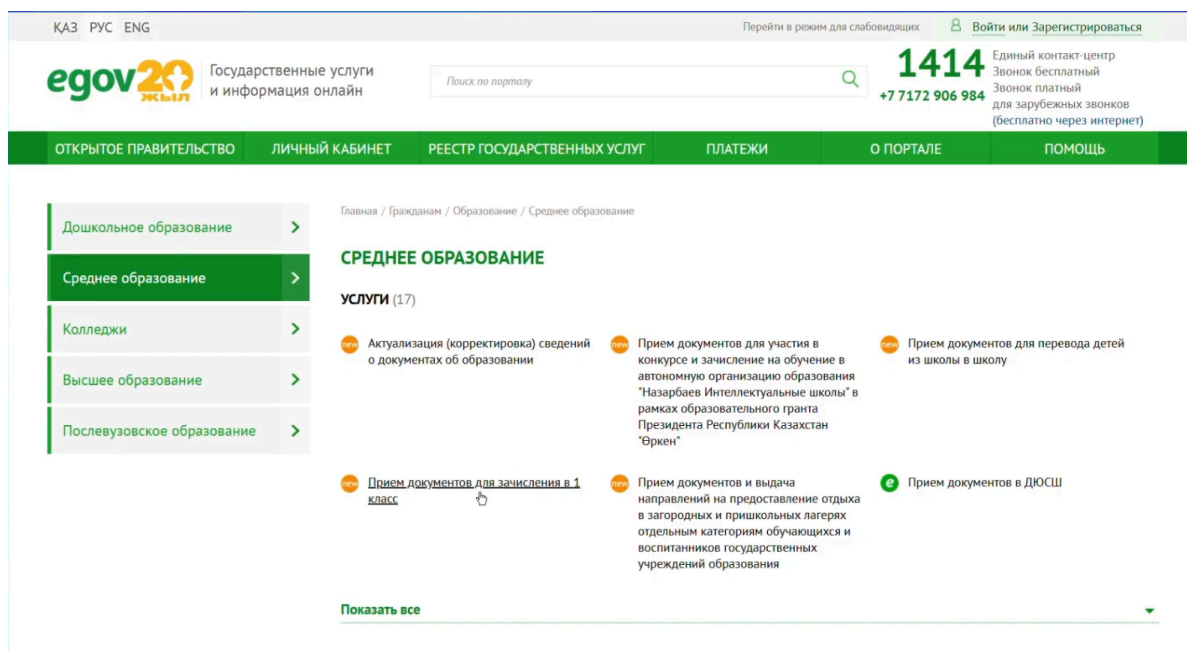 ҚАЗ РУС ENG
Перейти в режим для слабовидящих
Войти или Зарегистрироваться
egov20
ЖЫЛ
Государственные услуги
и информация онлайн
Поиск по порталу
1414
+7 7172 906 984
Единый контакт-центр
Звонок бесплатный
Звонок платный
для зарубежных звонков
(бесплатно через интернет)
ОТКРЫТОЕ ПРАВИТЕЛЬСТВО ЛИЧНЫЙ КАБИНЕТ РЕЕСТР ГОСУДАРСТВЕННЫХ УСЛУГ ПЛАТЕЖИ О ПОРТАЛЕ ПОМОЩЬ
Дошкольное образование
Среднее образование
Колледжи
Высшее образование
Послевузовское образование
Главная / Гражданам / Образование / Среднее образование
СРЕДНЕЕ ОБРАЗОВАНИЕ
УСЛУГИ (17)
new
Актуализация (корректировка) сведений
о документах об образовании
new
Прием документов для участия в
конкурсе и зачисление на обучение в
автономную организацию образования
"Назарбаев Интеллектуальные школы" в
рамках образовательного гранта
Президента Республики Казахстан
"Өркен"
new
Прием документов для перевода детей
из школы в школу
new
Прием документов для зачисления в 1
класс
new
Прием документов и выдача
направлений на предоставление отдыха
в загородных и пришкольных лагерях
отдельным категориям обучающихся и
воспитанников государственных
учреждений образования
e
Прием документов в ДЮСШ
Показать все